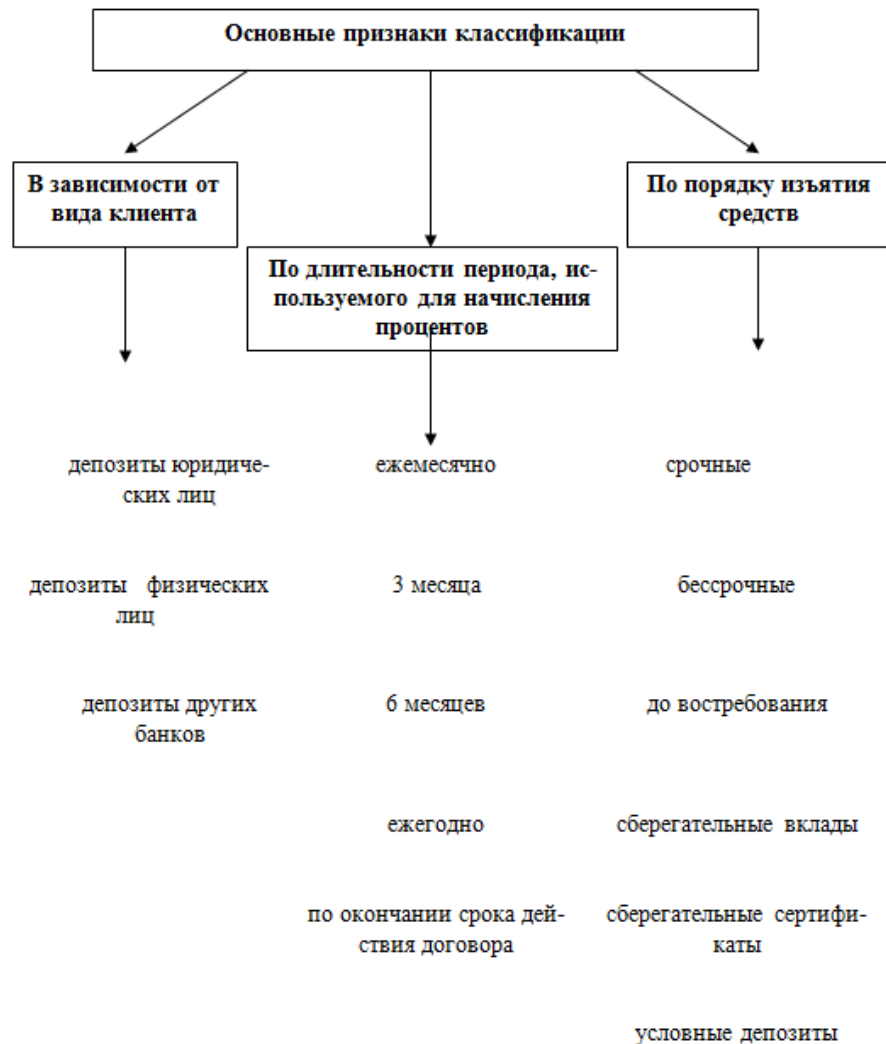 Основные признаки классификации
В зависимости от
вида клиента
По длительности периода, ис-
пользуемого для начисления
процентов
По порядку изъятия
средств
депозиты юридиче-
ских лиц
депозиты физических
лиц
депозиты других
банков
ежемесячно
3 месяца
6 месяцев
ежегодно
по окончании срока дей-
ствия договора
срочные
бессрочные
до востребования
сберегательные вклады
сберегательные сертифи-
каты
условные депозиты